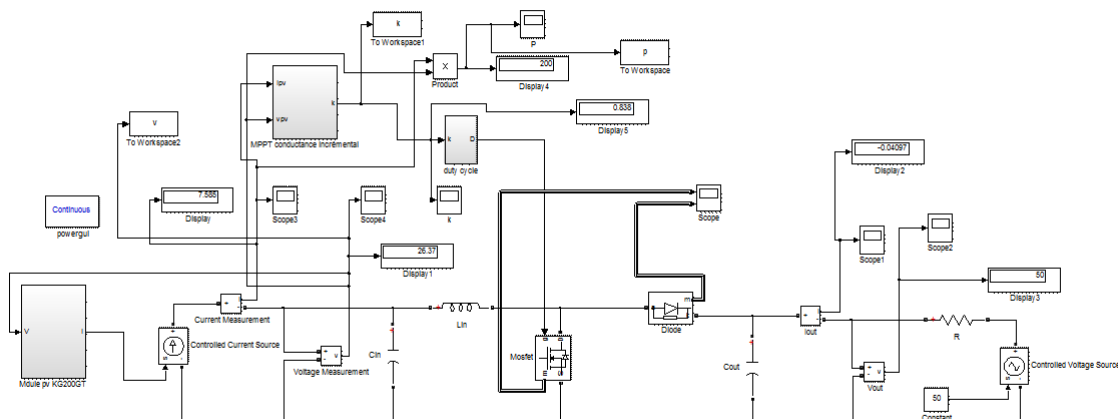 k
To Workspace1
P
p
To Workspace
X
Product
200
Display4
Ipv
vpv
k
MPPT conductance incrémental
0.838
Display5
v
To Workspace2
k
D
duty cycle
-0.04097
Display2
7.588
Display
Scope3
Scope4
k
Scope
Continuous
powergui
Scope1
Scope2
26.37
Display1
50
Display3
V
I
Mdule pv KG200GT
+
-
i
Current Measurement
Controlled Current Source
+
-
v
Voltage Measurement
Lin
Cin
Mosfet
Diode
m
Cout
+
-
Iout
R
+
-
v
Vout
Controlled Voltage Source
50
Constant